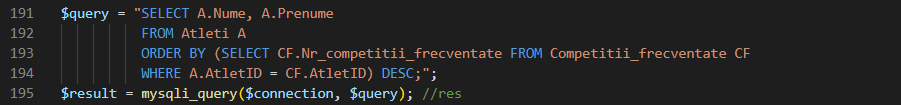 191 $query = "SELECT A.Nume, A.Prenume
192 FROM Atleti A
193 ORDER BY (SELECT CF.Nr_competitii_frecventate FROM Competitii_frecventate CF
194 WHERE A.AtletID = CF.AtletID) DESC;";
195 $result = mysqli_query($connection, $query); //res